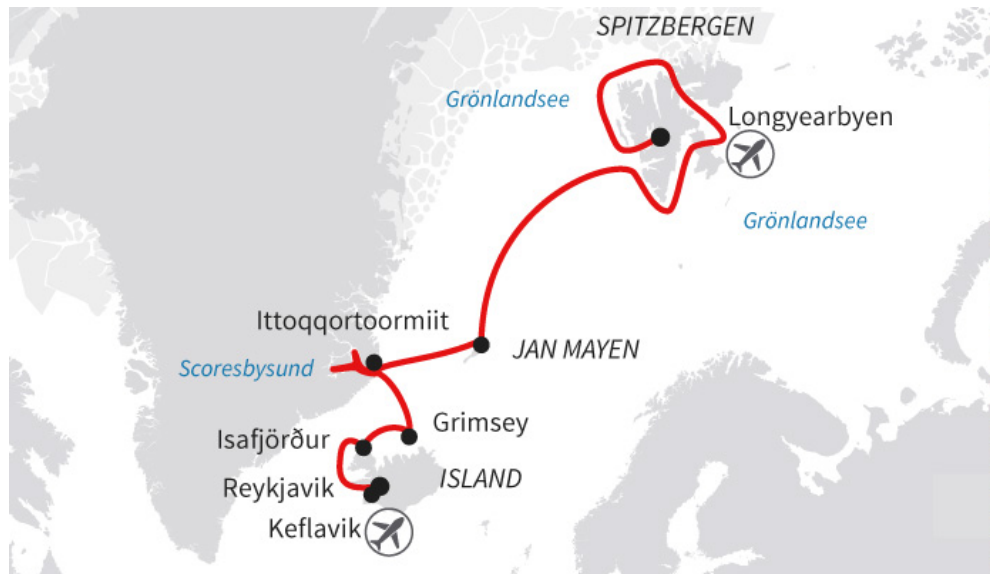 SPITZBERGEN
Grönlandsee
Longyearbyen
Grönlandsee
Ittoqqortoormiit
JAN MAYEN
Scoresbysund
Grimsey
Isafjörður
ISLAND
Reykjavik
Keflavik